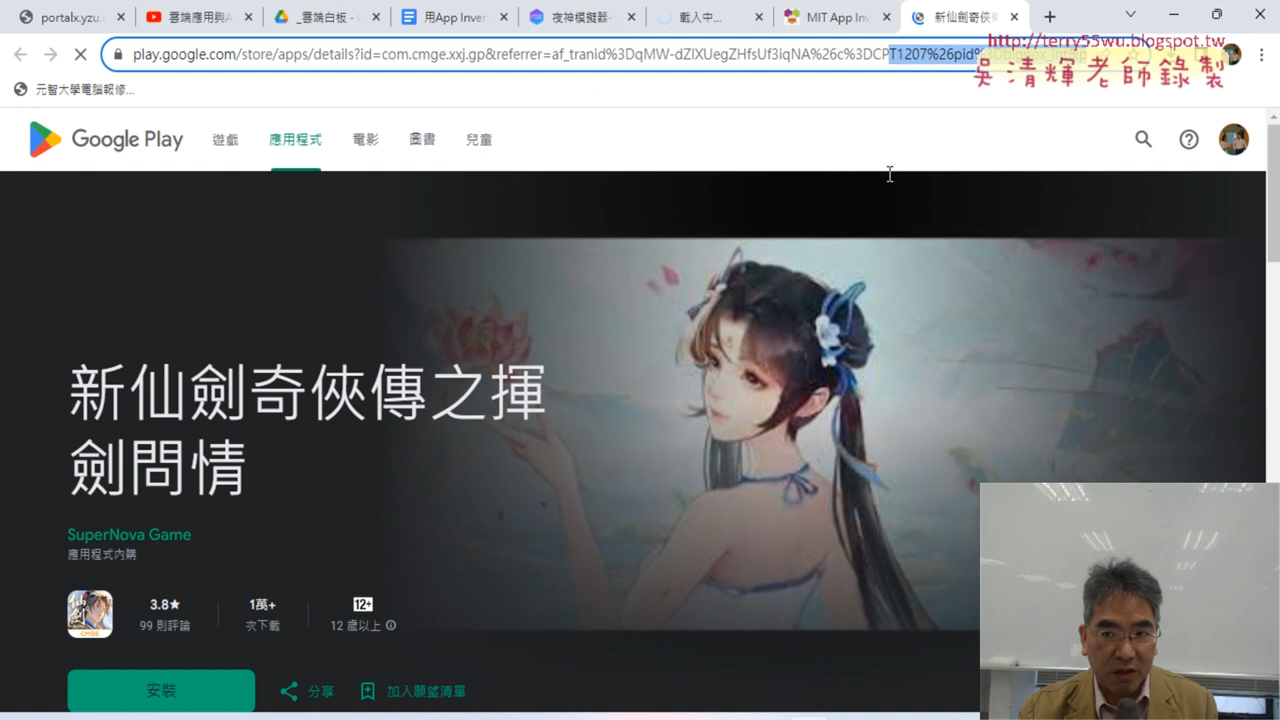 portalx.yzu.
雲端應用與A
_雲端白板 -
用App Inver
夜神模擬器-
載入中...
MIT App Inv
新仙劍奇俠
http://terry55wu.blogspot.tw
play.google.com/store/apps/details?id=com.cn.cmge.xxj.gp&referrer=af_tranid%3DqMW-dZlXUegZHfsUf3iqNA%26c%3DCPT1207%26pid%
吳清輝老師錄製
元智大學電腦報修...
Google Play
遊戲
應用程式
電影
圖書
兒童
新仙劍奇俠傳之揮
劍問情
SuperNova Game
應用程式內購
仙劍
CMGE
3.8★
1萬+
12+
99 則評論
次下載
12 歲以上
安裝
分享
加入願望清單